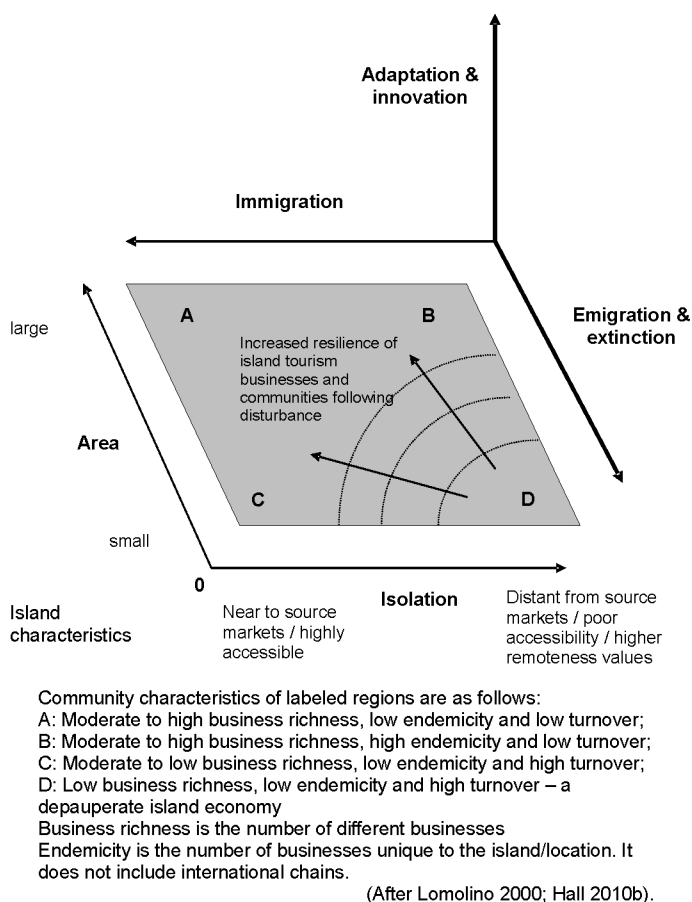 Adaptation &
innovation
Immigration
Emigration &
extinction
A
B
large
Increased resilience of
island tourism
businesses and
communities following
disturbance
Area
C
D
small
0
Island
characteristics
Near to source
markets / highly
accessible
Isolation
Distant from source
markets / poor
accessibility / higher
remoteness values
Community characteristics of labeled regions are as follows:
A: Moderate to high business richness, low endemicity and low turnover;
B: Moderate to high business richness, high endemicity and low turnover;
C: Moderate to low business richness, low endemicity and high turnover;
D: Low business richness, low endemicity and high turnover – a
depauperate island economy
Business richness is the number of different businesses
Endemicity is the number of businesses unique to the island/location. It
does not include international chains.
(After Lomolino 2000; Hall 2010b).